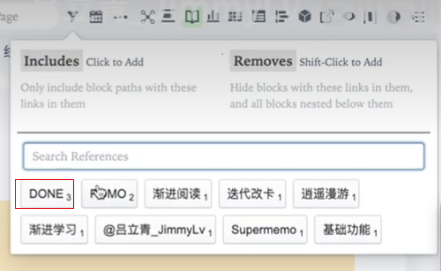 Page
Includes Click to Add
Removes Shift-Click to Add
Only include block paths with these
links in them
Hide blocks with these links in them,
and all blocks nested below them
Search References
DONE 3
MO 2
渐进阅读 1
迭代改卡 1
逍遥漫游 1
渐进学习 1
@吕立青_JimmyLv 1
Supermemo 1
基础功能 1